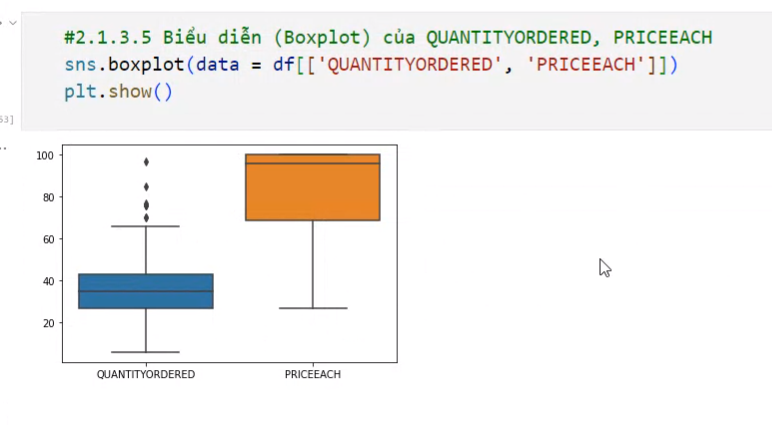 #2.1.3.5 Biểu diễn (Boxplot) của QUANTITYORDERED, PRICEEACH
sns.boxplot(data = df[['QUANTITYORDERED', 'PRICEEACH']])
plt.show()
53]
100
80
60
40
20
QUANTITYORDERED PRICEEACH